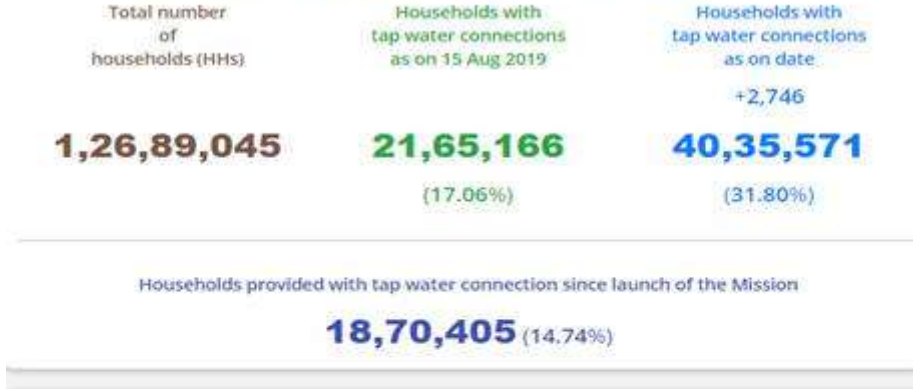 Total number
of
households (HHs)
1,26,89,045
Households with
tap water connections
as on 15 Aug 2019
21,65,166
(17.06%)
Households with
tap water connections
as on date
+2,746
40,35,571
(31.80%)
Households provided with tap water connection since launch of the Mission
18,70,405 (14.74%)